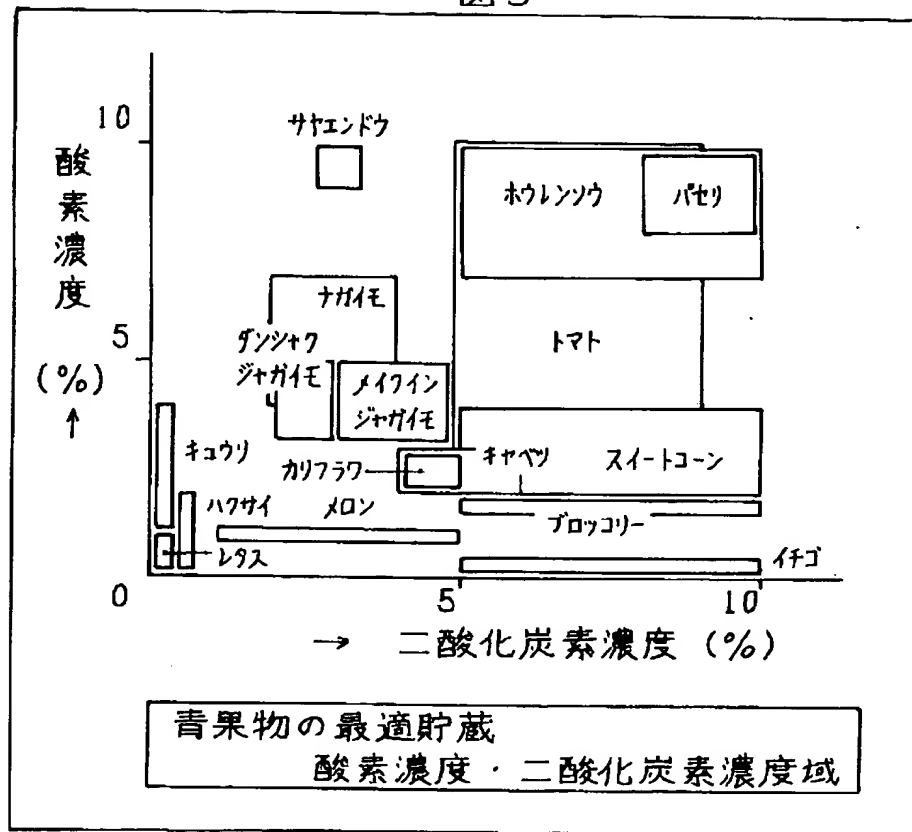 10
サヤエンドウ
酸素濃度
(%)
↑
ホウレンソウ
パセリ
ナガイモ
5
ダンシャク
ジャガイモ
トマト
メイクイン
ジャガイモ
キュウリ
カリフラワ
キャベツ
スイートコーン
ハクサイ
メロン
ブロッコリー
レタス
イチゴ
0
5
10
→ 二酸化炭素濃度 (%)
青果物の最適貯蔵
酸素濃度・二酸化炭素濃度域